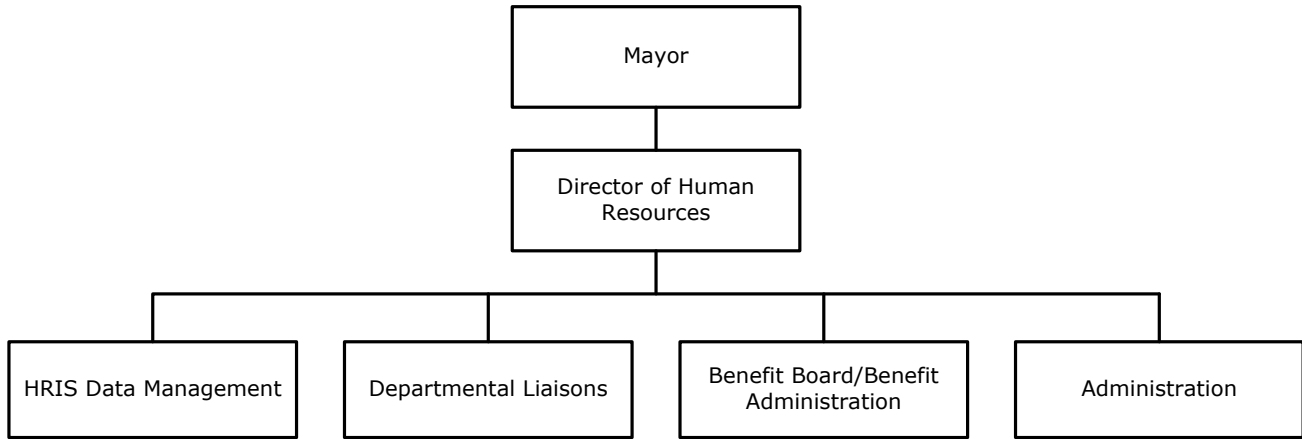 Mayor
Director of Human
Resources
HRIS Data Management
Departmental Liaisons
Benefit Board/Benefit
Administration
Administration